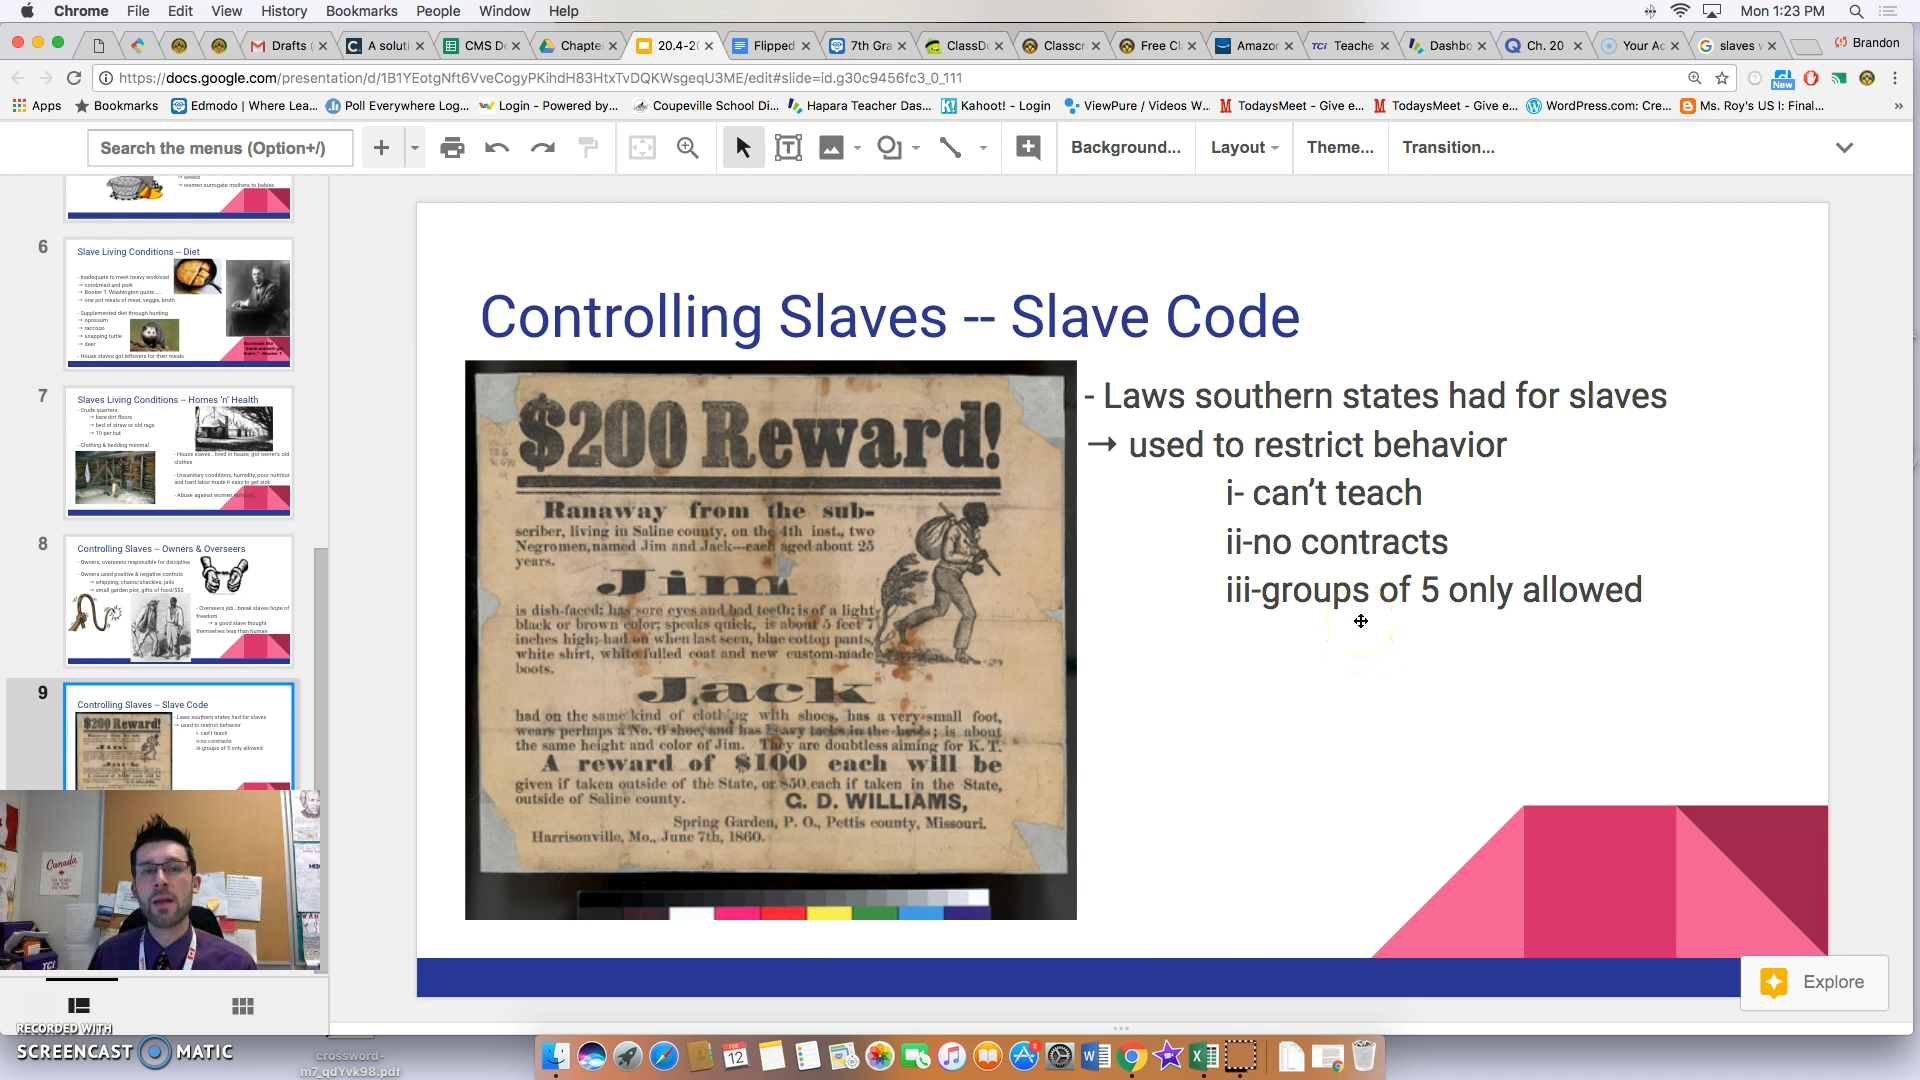 Chrome File Edit View History Bookmarks People Window Help Mon 1:23 PM
Drafts ( A soluti CMS D Chapte 20.4-2 Flipped 7th Gra ClassD Classcr Free Cl Amazor TCi Teache Dashbo Ch. 20 Your Ac slaves w Brandon
https://docs.google.com/presentation/d/1B1YEotgNft6VveCogyPKihdH83HtxTvDQKWsgeqU3ME/edit#slide=id.g30c9456fc3_0_111
New
Apps Bookmarks Edmodo | Where Lea... Poll Everywhere Log... Login - Powered by... Coupeville School Di... Hapara Teacher Das... Kahoot! - Login ViewPure / Videos W... TodaysMeet - Give e... TodaysMeet - Give e... WordPress.com: Cre... Ms. Roy's US I: Final... »
Search the menus (Option+/) Background... Layout Theme... Transition...
→ women surrogate mothers to babies
6
Slave Living Conditions -- Diet
- Inadequate to meet heavy workload
→ cornbread and pork
→ Booker T. Washington quote....
→ one pot meals of meat, veggie, broth
- Supplemented diet through hunting
→ opossum
→ raccoon
→ snapping turtle
→ deer
- House slaves got leftovers for their meals
7
Slaves Living Conditions -- Homes 'n' Health
- Crude quarters
→ bare dirt floors
→ bed of straw or old rags
→ 10 per hut
- Clothing & bedding minimal
- House slaves...lived in house, got owner's old
clothes
- Unsanitary conditions, humidity, poor nutrition
and hard labor made it easy to get sick
- Abuse against women
8
Controlling Slaves -- Owners & Overseers
- Owners, overseers responsible for discipline
- Owners used positive & negative controls
→ whipping, chains/shackles, jails
→ small garden plot, gifts of food/$$$
- Overseers job...break slaves hope of
freedom
→ a good slave thought
themselves less than human
9
Controlling Slaves -- Slave Code
$200 Reward!
- Laws southern states had for slaves
→ used to restrict behavior
i- can't teach
ii-no contracts
iii-groups of 5 only allowed
Controlling Slaves -- Slave Code
$200 Reward!
Ranaway from the sub-
scriber, living in Saline county, on the 4th inst., two
Negromen, named Jim and Jack---each aged about 25
years.
Jim
is dish-faced; has sore eyes and bad teeth; is of a light
black or brown color; speaks quick, is about 5 feet 7
inches high; had on when last seen, blue cotton pants,
white shirt, white fulled coat and new custom-made
boots.
Jack
had on the same kind of clothing with shoes, has a very small foot,
wears perhaps a No. 6 shoe, and has heavy tacks in the heels; is about
the same height and color of Jim. They are doubtless aiming for K. T.
A reward of $100 each will be
given if taken outside of the State, or $50 each if taken in the State,
outside of Saline county. G. D. WILLIAMS,
Spring Garden, P. O., Pettis county, Missouri.
Harrisonville, Mo., June 7th, 1860.
- Laws southern states had for slaves
→ used to restrict behavior
i- can't teach
ii-no contracts
iii-groups of 5 only allowed
Explore
Canada
TCi
RECORDED WITH
SCREENCAST MATIC
crossword-
m7_qdYvk98.pdf
FEB
12